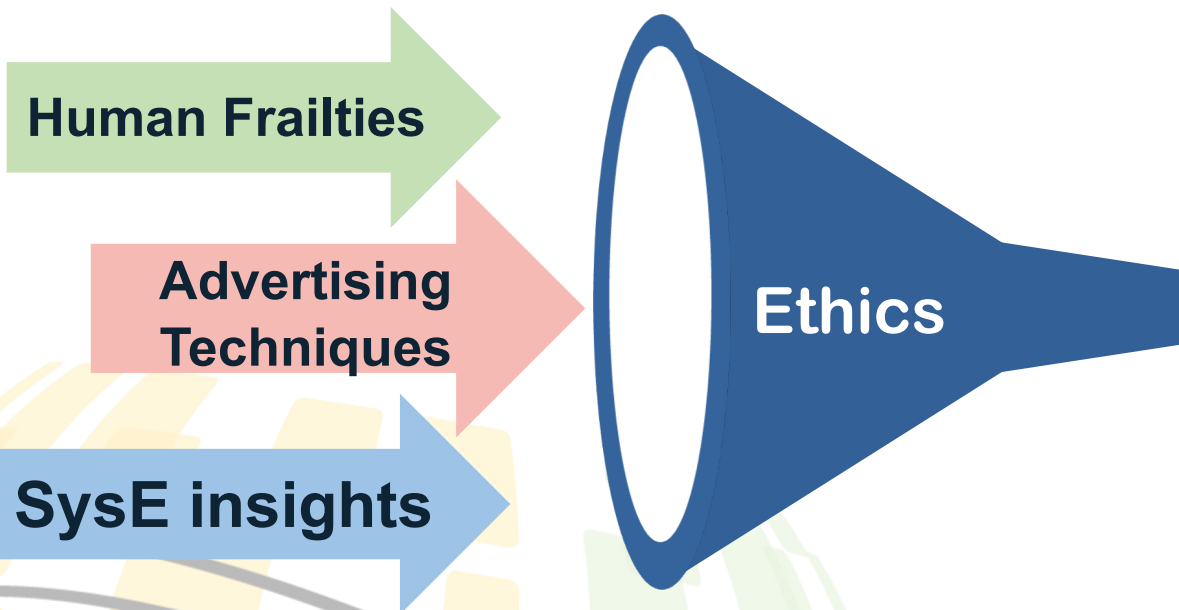 Human Frailties
Advertising
Techniques
SysE insights
Ethics